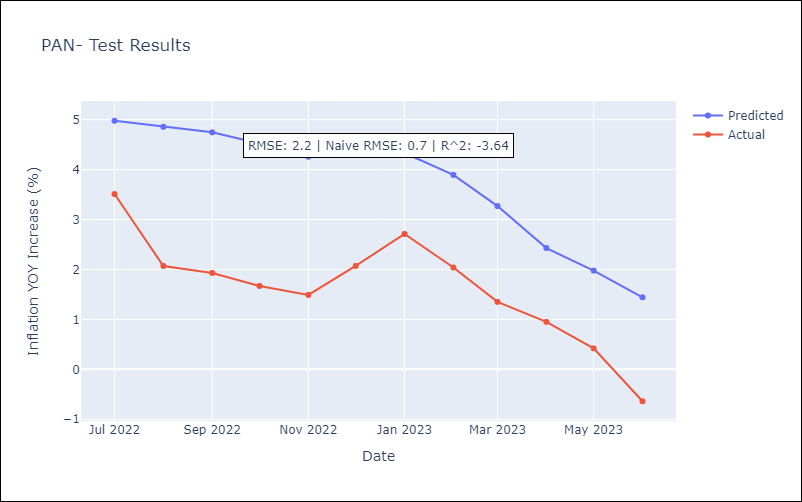 PAN- Test Results
Predicted
Actual
RMSE: 2.2 | Naive RMSE: 0.7 | R^2: -3.64
Inflation YOY Increase (%)
5
4
3
2
1
0
−1
Jul 2022
Sep 2022
Nov 2022
Jan 2023
Mar 2023
May 2023
Date